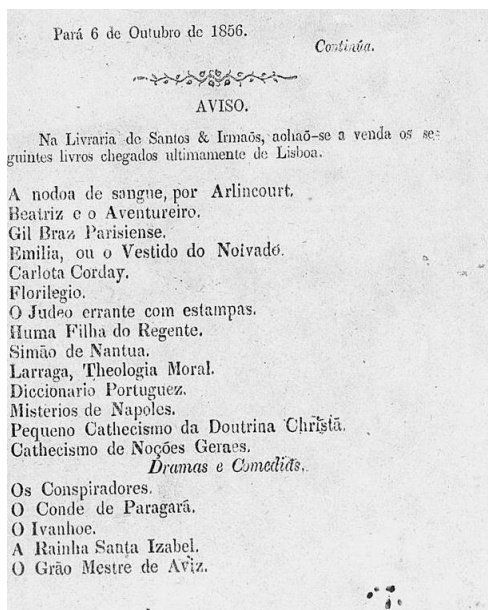 Pará 6 de Outubro de 1856.
Continúa.
AVISO.
Na Livraria de Santos & Irmaõs, achaõ-se a venda os se-
guintes livros chegados ultimamente de Lisboa.
A nodoa de sangue, por Arlincourt.
Beatriz e o Aventureiro.
Gil Braz Parisiense.
Emilia, ou o Vestido do Noivado.
Carlota Corday.
Florilegio.
O Judeo errante com estampas.
Huma Filha do Regente.
Simão de Nantua.
Larraga, Theologia Moral.
Diccionario Portuguez.
Misterios de Napoles.
Pequeno Cathecismo da Doutrina Christã.
Cathecismo de Noções Geraes.
Dramas e Comedias.
Os Conspiradores.
O Conde de Paragará.
O Ivanhoe.
A Rainha Santa Izabel.
O Grão Mestre de Aviz.